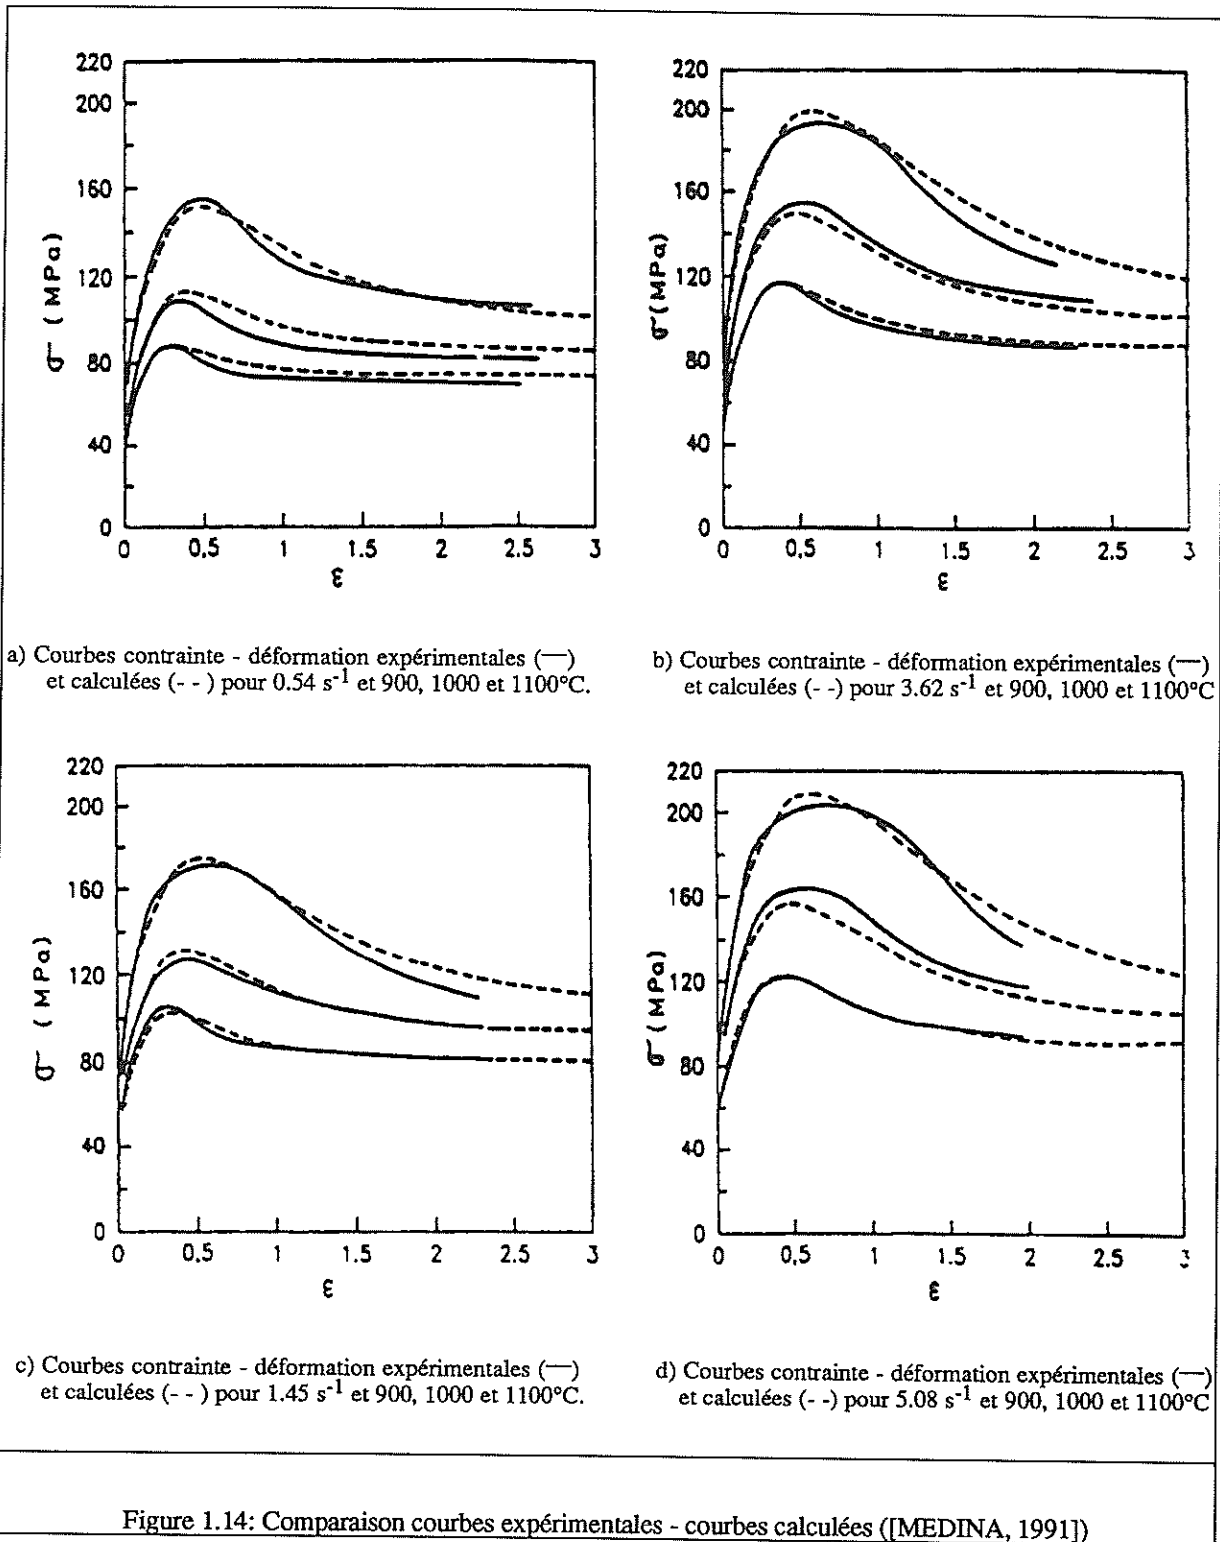 220
200
160
120
80
40
0
σ (MPa)
0 0.5 1 1.5 2 2.5 3
ε
220
200
160
120
80
40
0
σ (MPa)
0 0.5 1 1.5 2 2.5 3
ε
a) Courbes contrainte - déformation expérimentales (—)
et calculées (- - ) pour 0.54 s⁻¹ et 900, 1000 et 1100°C.
b) Courbes contrainte - déformation expérimentales (—)
et calculées (- -) pour 3.62 s⁻¹ et 900, 1000 et 1100°C
220
200
160
120
80
40
0
σ (MPa)
0 0.5 1 1.5 2 2.5 3
ε
220
200
160
120
80
40
0
σ (MPa)
0 0.5 1 1.5 2 2.5 3
ε
c) Courbes contrainte - déformation expérimentales (—)
et calculées (- - ) pour 1.45 s⁻¹ et 900, 1000 et 1100°C.
d) Courbes contrainte - déformation expérimentales (—)
et calculées (- -) pour 5.08 s⁻¹ et 900, 1000 et 1100°C
Figure 1.14: Comparaison courbes expérimentales - courbes calculées ([MEDINA, 1991])